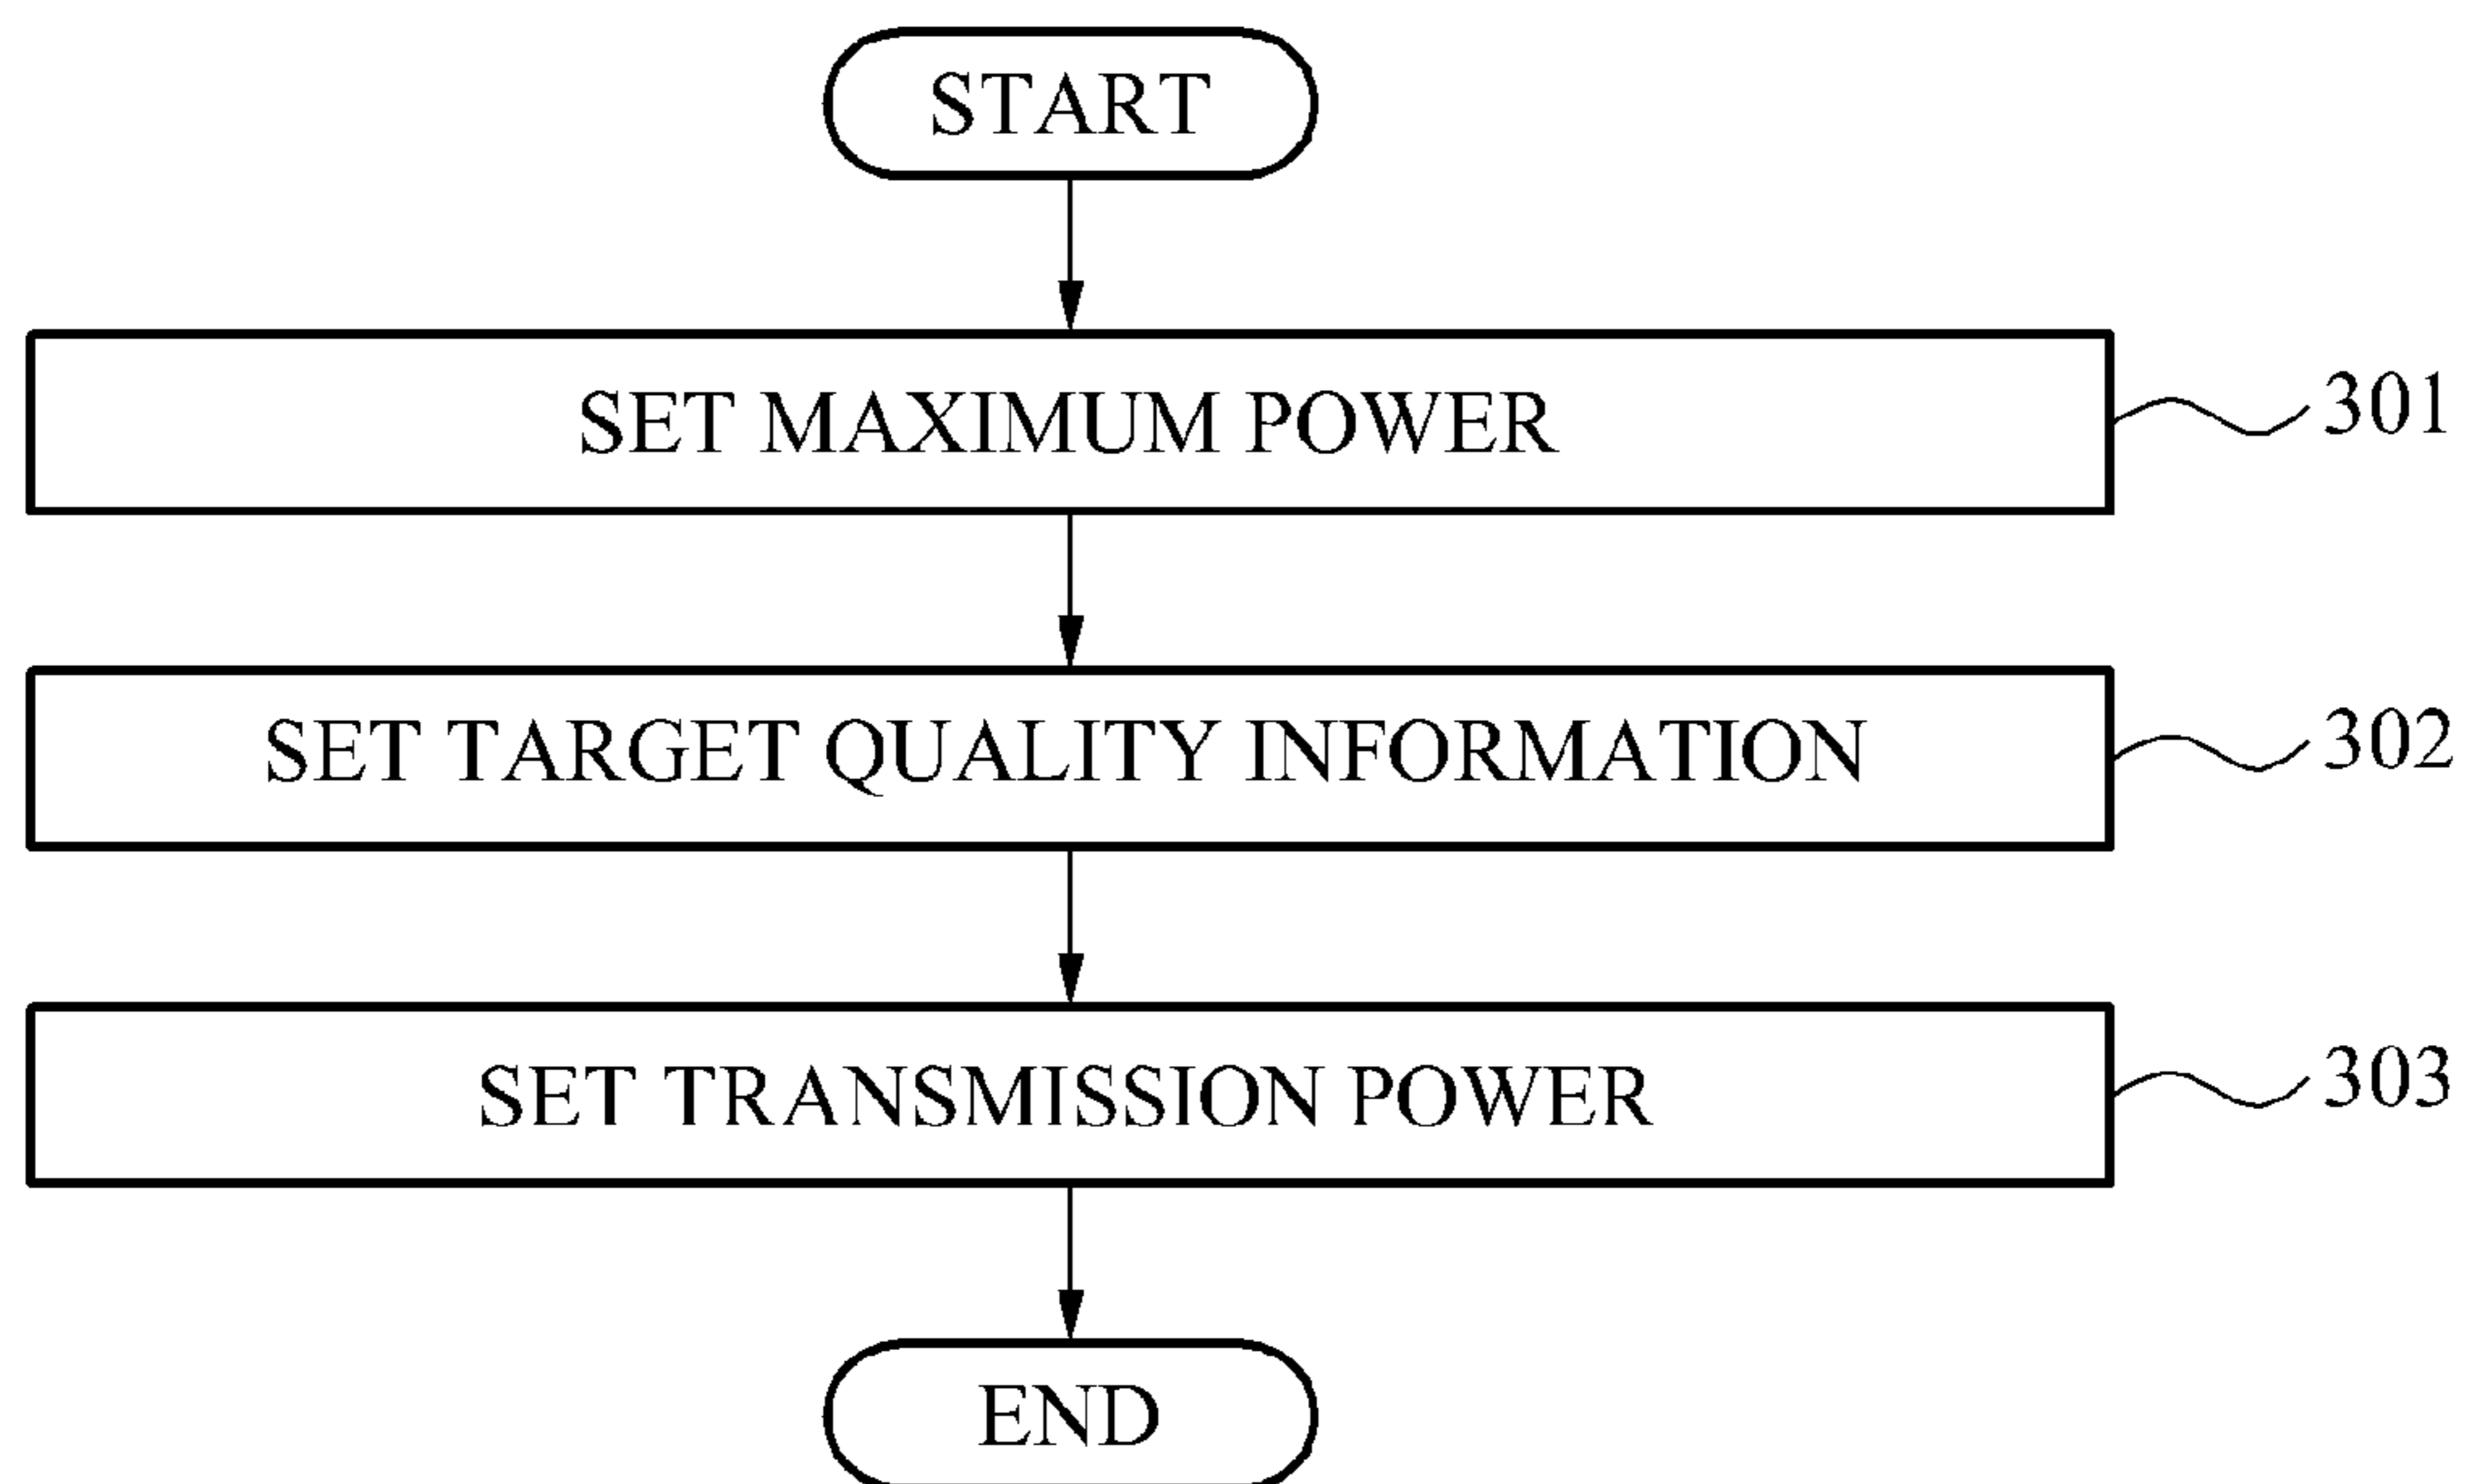 START
SET MAXIMUM POWER
301
SET TARGET QUALITY INFORMATION
302
SET TRANSMISSION POWER
303
END